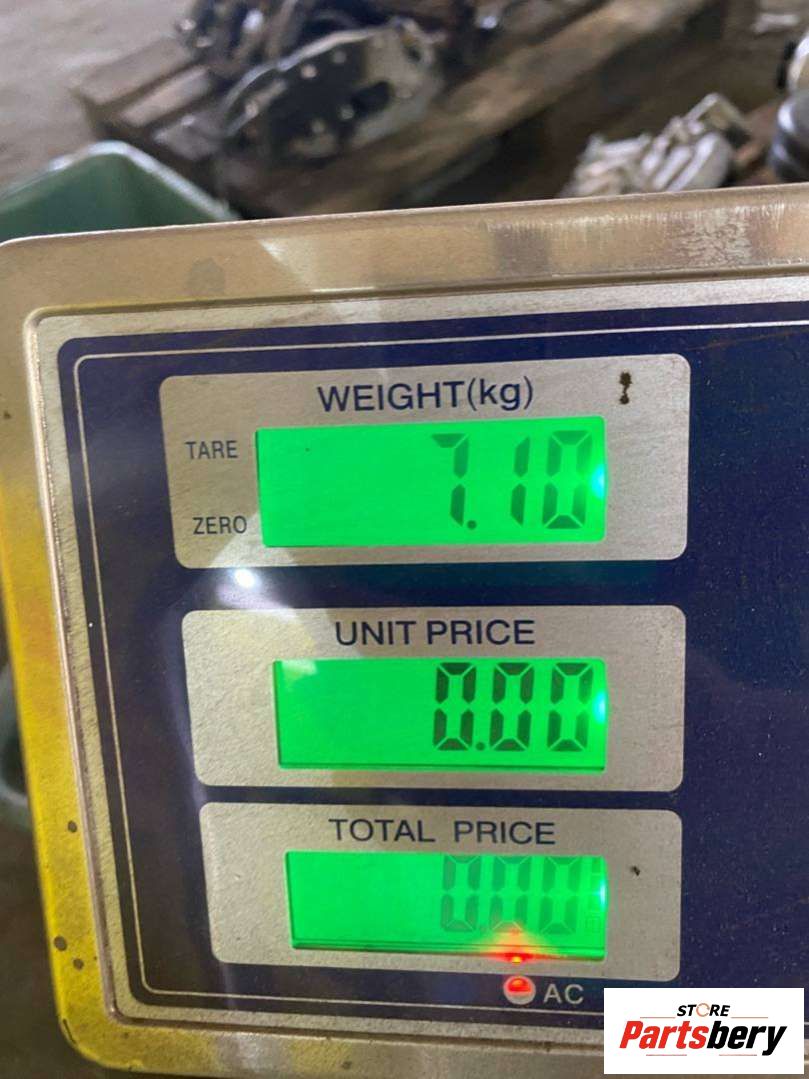 WEIGHT(kg)
TARE
7.10
ZERO
UNIT PRICE
0.00
TOTAL PRICE
0.00
AC
STORE
Partsbery